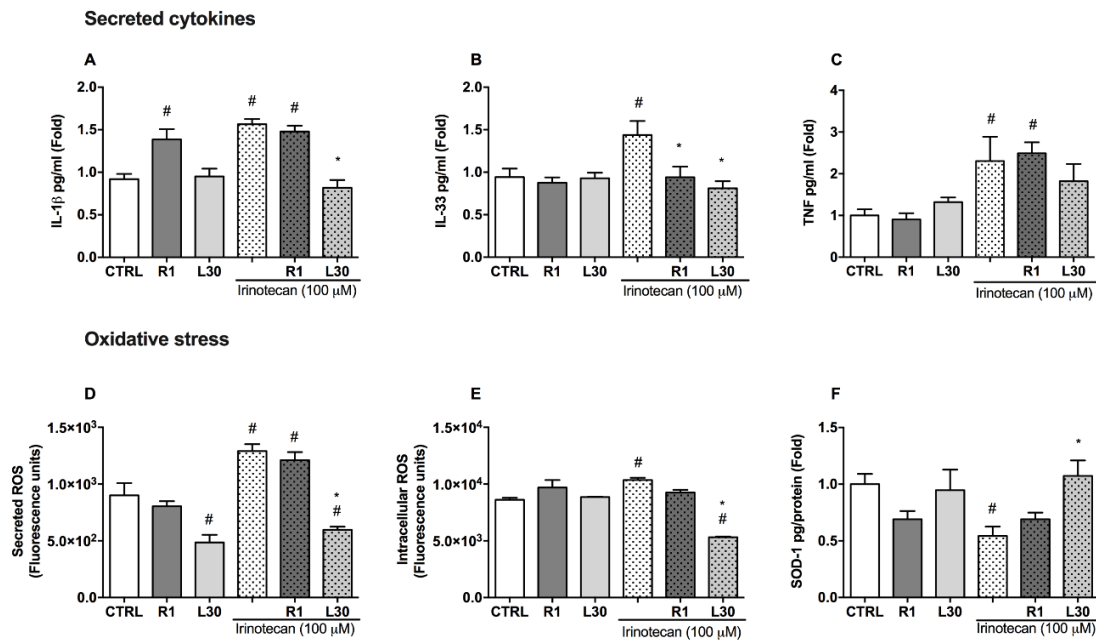 Secreted cytokines
A
IL-1β pg/ml (Fold)
2.0
1.5
1.0
0.5
0.0
#
#
#
*
CTRL R1 L30 R1 L30
Irinotecan (100 μM)
B
IL-33 pg/ml (Fold)
2.0
1.5
1.0
0.5
0.0
#
*
*
CTRL R1 L30 R1 L30
Irinotecan (100 μM)
C
TNF pg/ml (Fold)
4
3
2
1
0
#
#
CTRL R1 L30 R1 L30
Irinotecan (100 μM)
Oxidative stress
D
Secreted ROS
(Fluorescence units)
1.5×10³
1.0×10³
5.0×10²
0.0
#
#
#
*
#
CTRL R1 L30 R1 L30
Irinotecan (100 μM)
E
Intracellular ROS
(Fluorescence units)
1.5×10⁴
1.0×10⁴
5.0×10³
0.0
#
*
#
CTRL R1 L30 R1 L30
Irinotecan (100 μM)
F
SOD-1 pg/protein (Fold)
1.5
1.0
0.5
0.0
#
*
CTRL R1 L30 R1 L30
Irinotecan (100 μM)